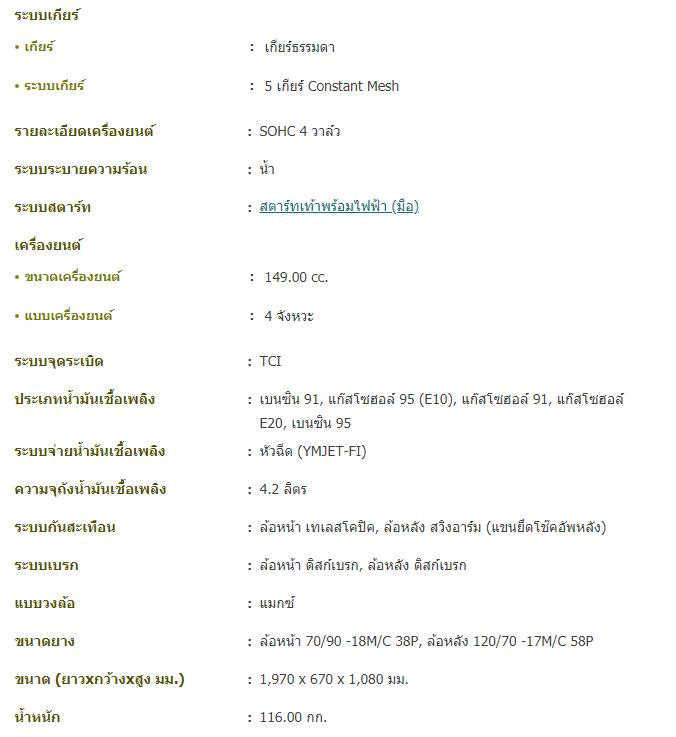 ระบบเกียร์
• เกียร์ : เกียร์ธรรมดา
• ระบบเกียร์ : 5 เกียร์ Constant Mesh
รายละเอียดเครื่องยนต์ : SOHC 4 วาล์ว
ระบบระบายความร้อน : น้ำ
ระบบสตาร์ท : สตาร์ทเท้าพร้อมไฟฟ้า (มือ)
เครื่องยนต์
• ขนาดเครื่องยนต์ : 149.00 cc.
• แบบเครื่องยนต์ : 4 จังหวะ
ระบบจุดระเบิด : TCI
ประเภทน้ำมันเชื้อเพลิง : เบนซิน 91, แก๊สโซฮอล์ 95 (E10), แก๊สโซฮอล์ 91, แก๊สโซฮอล์
E20, เบนซิน 95
ระบบจ่ายน้ำมันเชื้อเพลิง : หัวฉีด (YMJET-FI)
ความจุถังน้ำมันเชื้อเพลิง : 4.2 ลิตร
ระบบกันสะเทือน : ล้อหน้า เทเลสโคปิค, ล้อหลัง สวิงอาร์ม (แขนยึดโช๊คอัพหลัง)
ระบบเบรก : ล้อหน้า ดิสก์เบรก, ล้อหลัง ดิสก์เบรก
แบบวงล้อ : แมกซ์
ขนาดยาง : ล้อหน้า 70/90 -18M/C 38P, ล้อหลัง 120/70 -17M/C 58P
ขนาด (ยาวxกว้างxสูง มม.) : 1,970 x 670 x 1,080 มม.
น้ำหนัก : 116.00 กก.